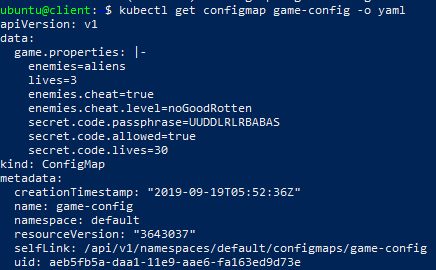 ubuntu@client: $ kubectl get configmap game-config -o yaml
apiVersion: v1
data:
  game.properties: |-
    enemies=aliens
    lives=3
    enemies.cheat=true
    enemies.cheat.level=noGoodRotten
    secret.code.passphrase=UUDDLRLRBABAS
    secret.code.allowed=true
    secret.code.lives=30
kind: ConfigMap
metadata:
  creationTimestamp: "2019-09-19T05:52:36Z"
  name: game-config
  namespace: default
  resourceVersion: "3643037"
  selfLink: /api/v1/namespaces/default/configmaps/game-config
  uid: aeb5fb5a-daa1-11e9-aae6-fa163ed9d73e